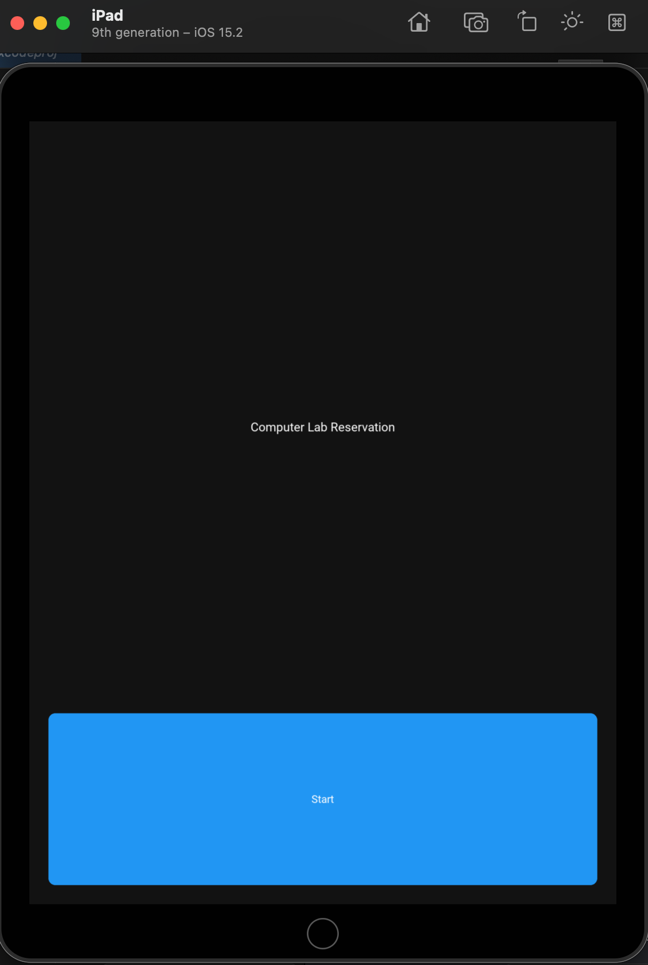 iPad
9th generation – iOS 15.2
Computer Lab Reservation
Start